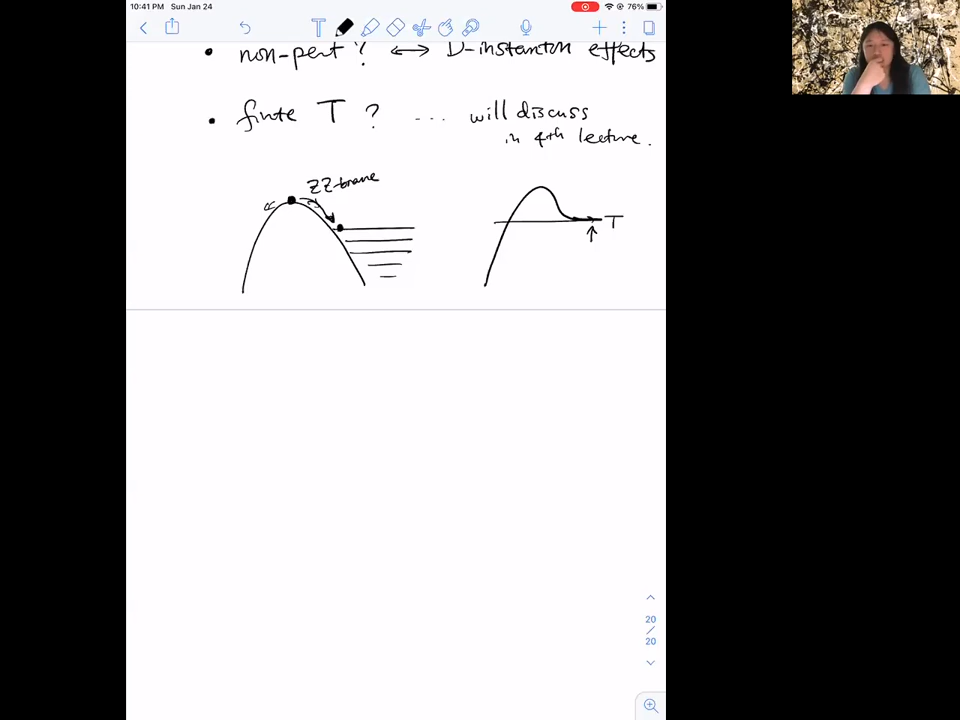 10:41 PM Sun Jan 24
76%
• non-pert ? ↔ D-instanton effects
• finte T ? .... will discuss
in 4th lecture.
ZZ-brane
T
20
/
20